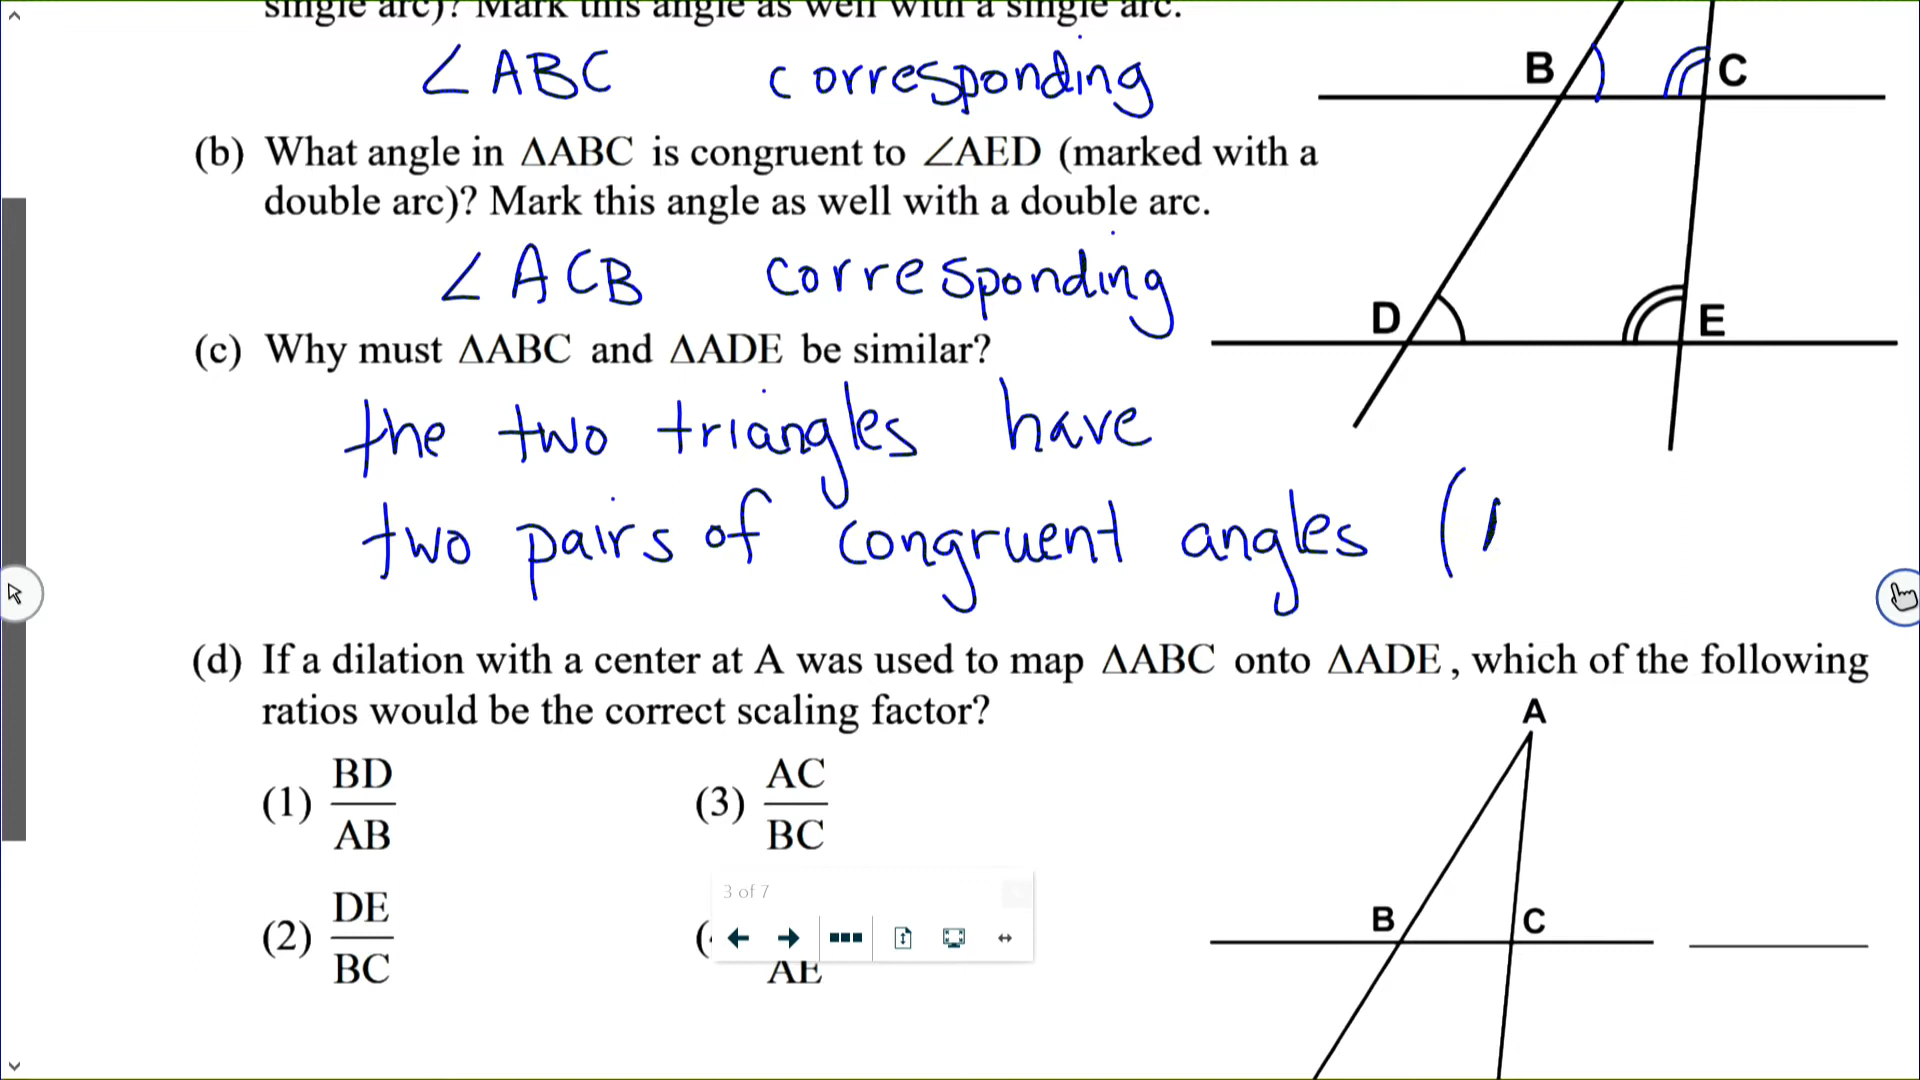 single arc)? Mark this angle as well with a single arc.
∠ABC corresponding
B C
(b) What angle in ΔABC is congruent to ∠AED (marked with a
double arc)? Mark this angle as well with a double arc.
∠ACB corresponding
D E
(c) Why must ΔABC and ΔADE be similar?
the two triangles have
two pairs of congruent angles (
(d) If a dilation with a center at A was used to map ΔABC onto ΔADE, which of the following
ratios would be the correct scaling factor?
A
(1) BD/AB (3) AC/BC
3 of 7
(2) DE/BC ( AE
B C